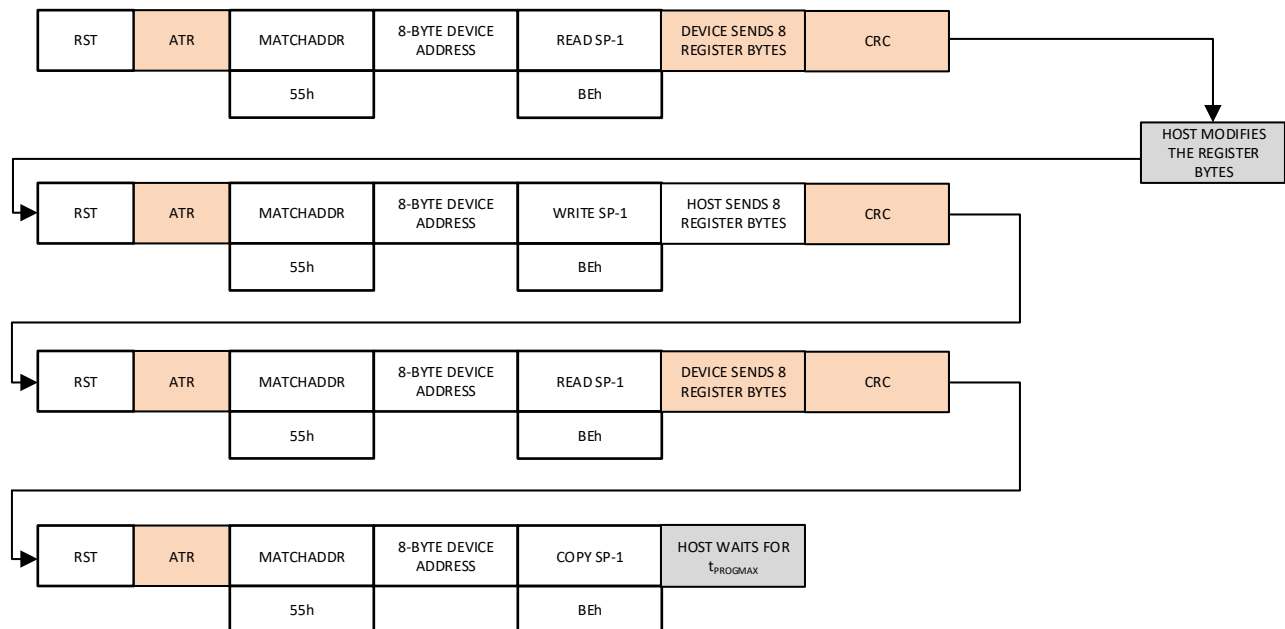 RST
ATR
MATCHADDR
8-BYTE DEVICE
ADDRESS
READ SP-1
DEVICE SENDS 8
REGISTER BYTES
CRC
55h
BEh
HOST MODIFIES
THE REGISTER
BYTES
RST
ATR
MATCHADDR
8-BYTE DEVICE
ADDRESS
WRITE SP-1
HOST SENDS 8
REGISTER BYTES
CRC
55h
BEh
RST
ATR
MATCHADDR
8-BYTE DEVICE
ADDRESS
READ SP-1
DEVICE SENDS 8
REGISTER BYTES
CRC
55h
BEh
RST
ATR
MATCHADDR
8-BYTE DEVICE
ADDRESS
COPY SP-1
HOST WAITS FOR
tPROGMAX
55h
BEh